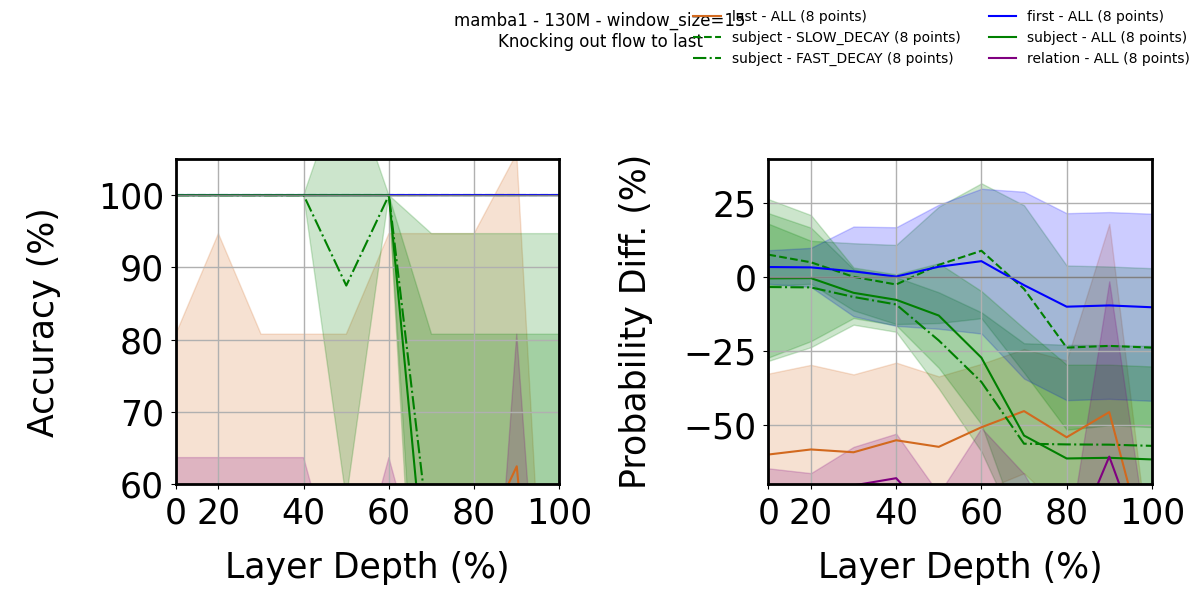 mamba1 - 130M - window_size=15
Knocking out flow to last
last - ALL (8 points)
subject - SLOW_DECAY (8 points)
subject - FAST_DECAY (8 points)
first - ALL (8 points)
subject - ALL (8 points)
relation - ALL (8 points)
Accuracy (%)
100
90
80
70
60
0 20 40 60 80 100
Layer Depth (%)
Probability Diff. (%)
25
0
−25
−50
0 20 40 60 80 100
Layer Depth (%)